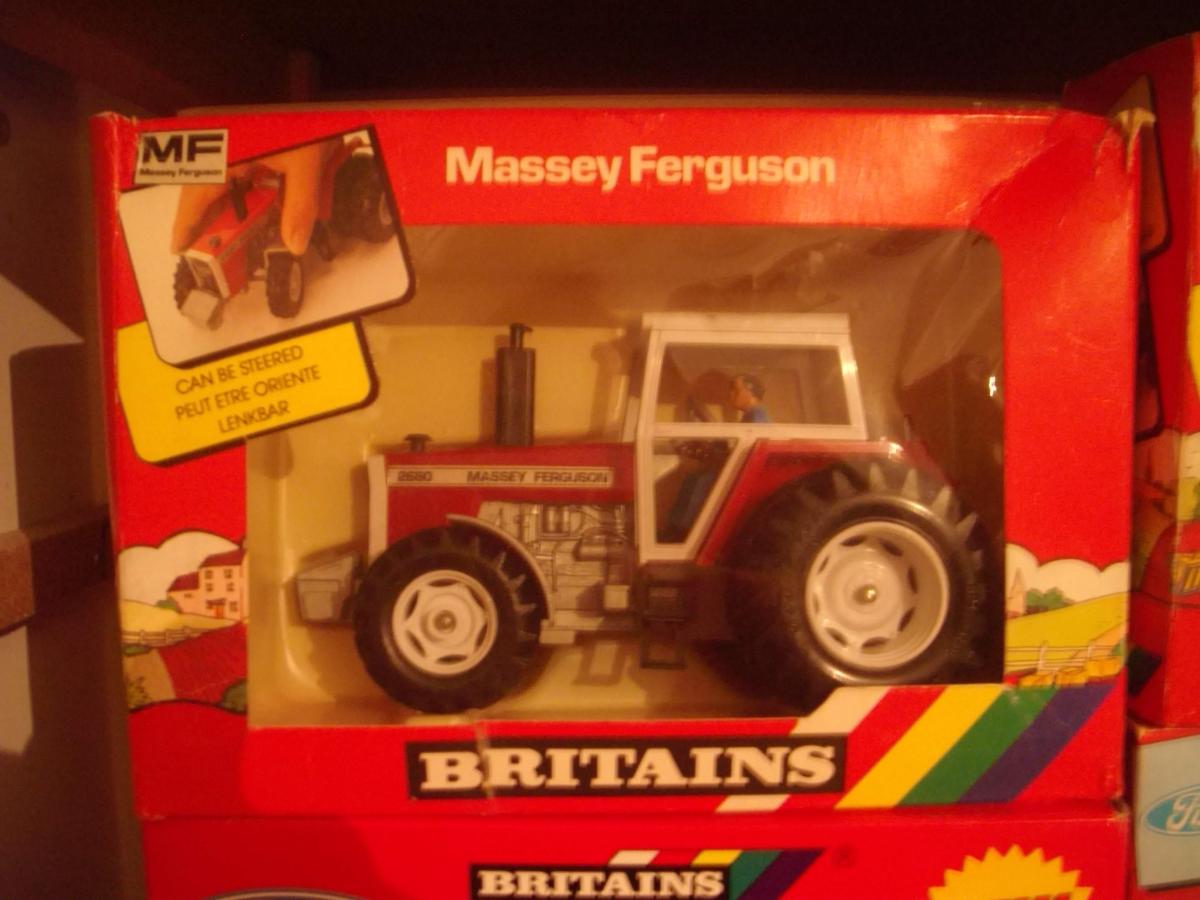 MF
Massey Ferguson
Massey Ferguson
CAN BE STEERED
PEUT ETRE ORIENTE
LENKBAR
2680 MASSEY FERGUSON
BRITAINS
BRITAINS